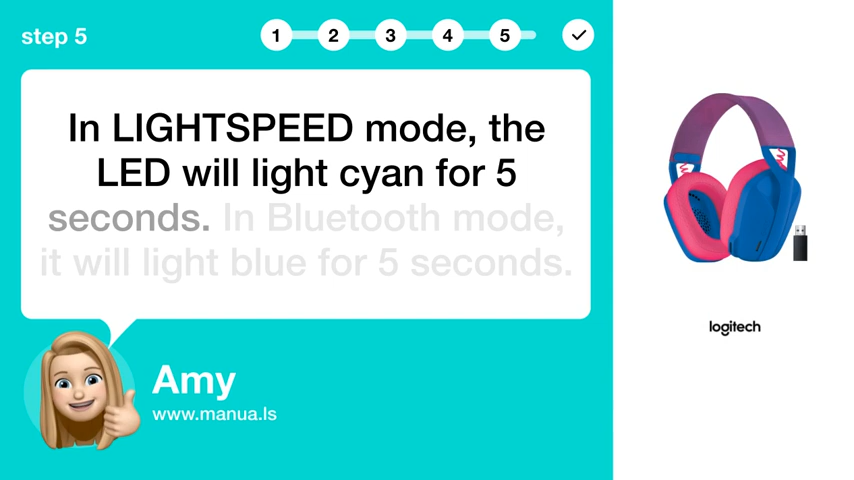 step 5
1 2 3 4 5
In LIGHTSPEED mode, the
LED will light cyan for 5
seconds. In Bluetooth mode,
it will light blue for 5 seconds.
Amy
www.manua.ls
logitech